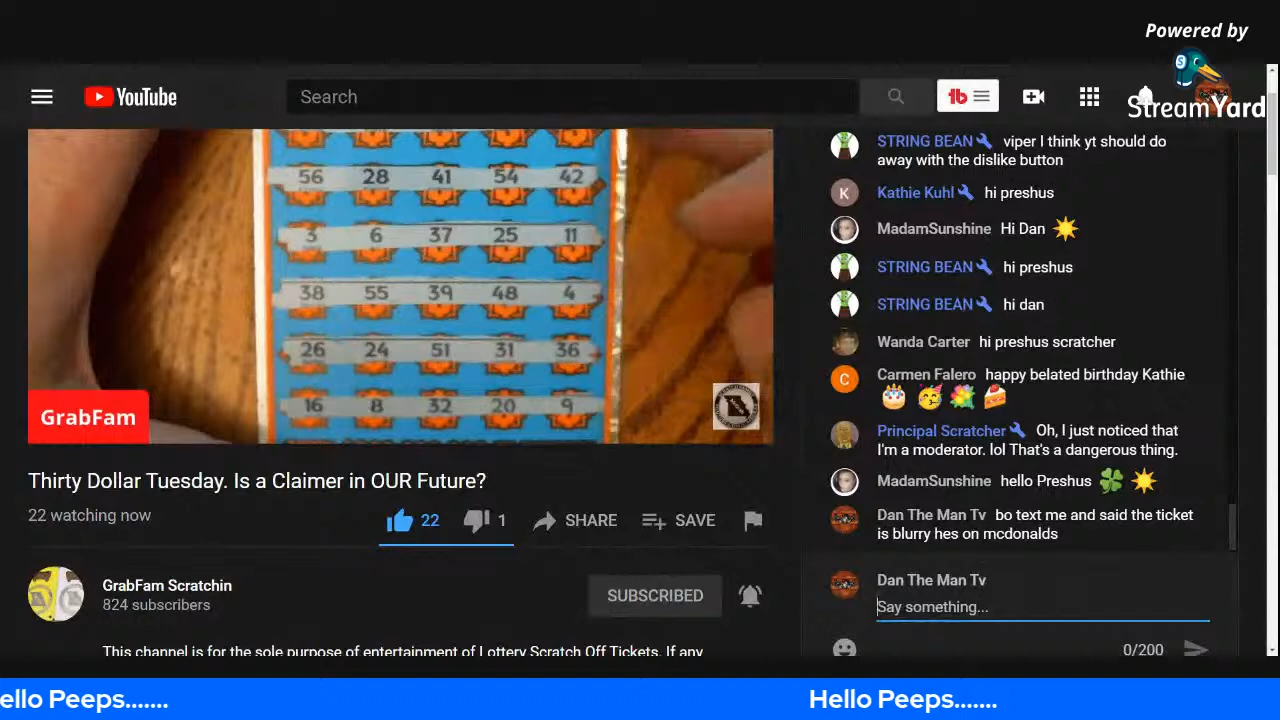 Powered by
StreamYard
YouTube
Search
56 28 41 54 42
3 6 37 25 11
38 55 39 48 4
26 24 51 31 36
16 8 32 20 9
GrabFam
Thirty Dollar Tuesday. Is a Claimer in OUR Future?
22 watching now
22
1
SHARE
SAVE
GrabFam Scratchin
824 subscribers
SUBSCRIBED
This channel is for the sole purpose of entertainment of Lottery Scratch Off Tickets. If any
STRING BEAN viper I think yt should do
away with the dislike button
K
Kathie Kuhl hi preshus
MadamSunshine Hi Dan
STRING BEAN hi preshus
STRING BEAN hi dan
Wanda Carter hi preshus scratcher
C
Carmen Falero happy belated birthday Kathie
Principal Scratcher Oh, I just noticed that
I'm a moderator. lol That's a dangerous thing.
MadamSunshine hello Preshus
Dan The Man Tv bo text me and said the ticket
is blurry hes on mcdonalds
Dan The Man Tv
Say something...
0/200
ello Peeps.......
Hello Peeps.......